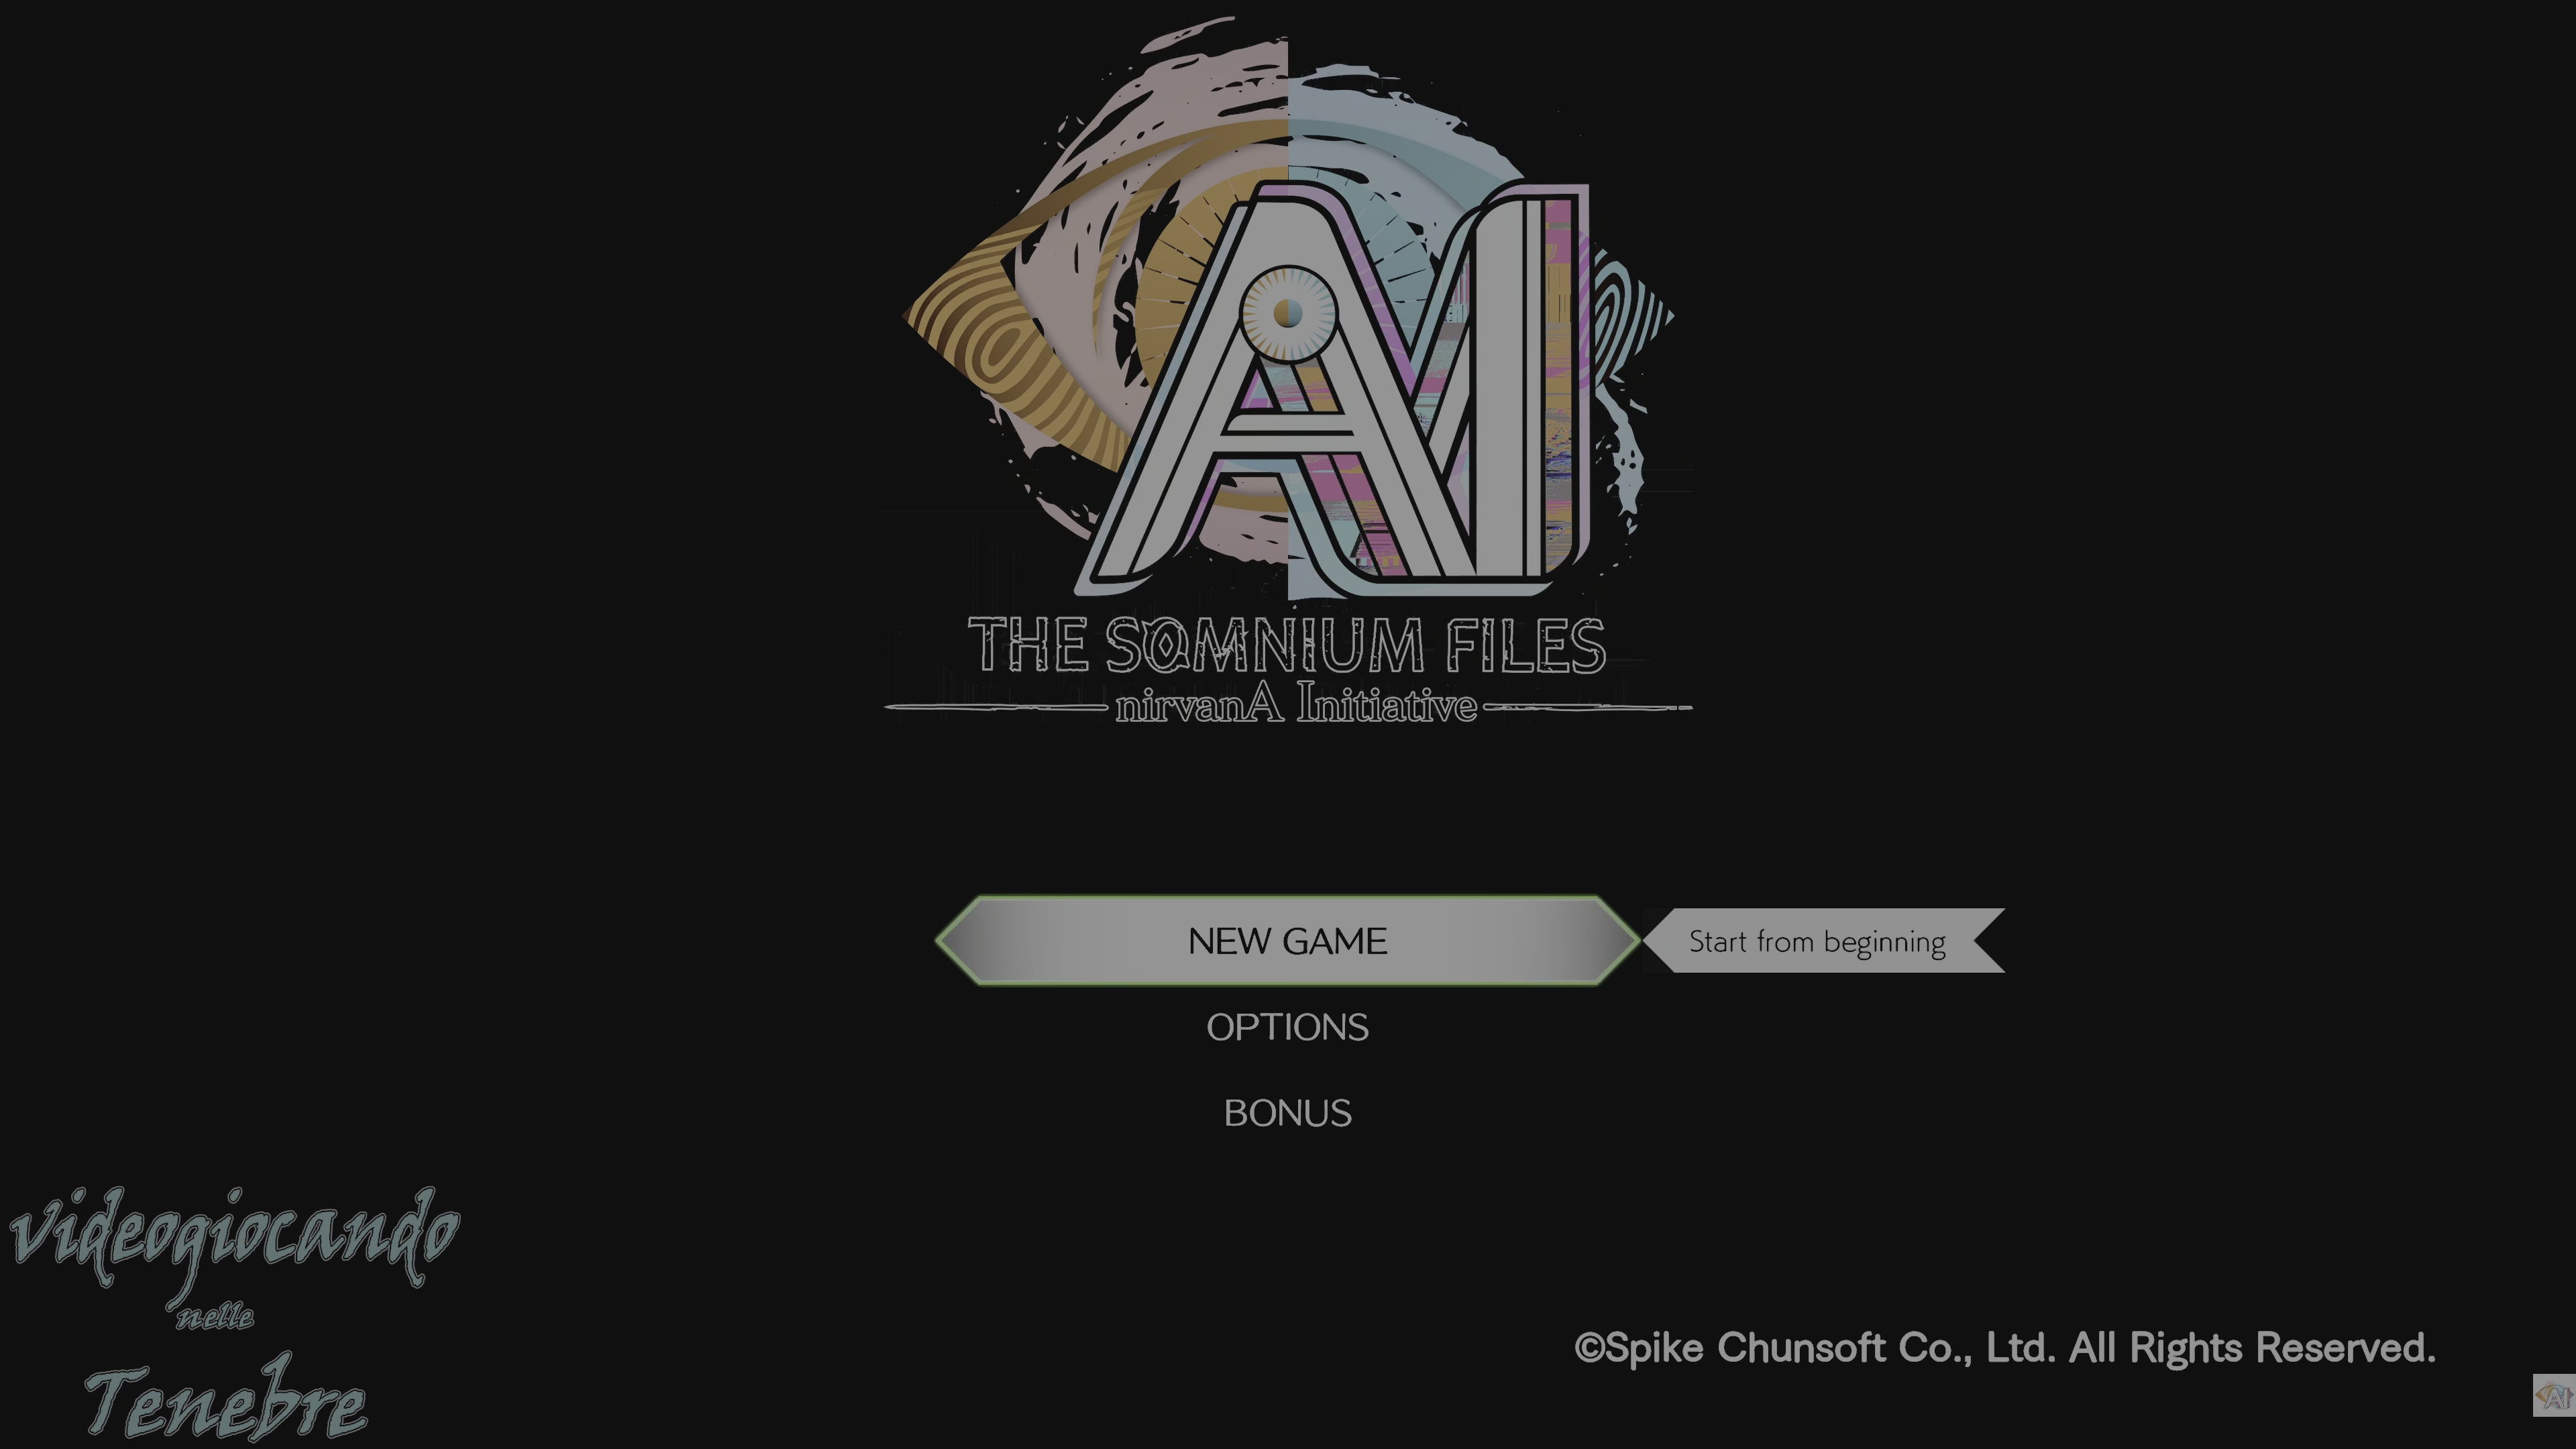 AI
THE SOMNIUM FILES
nirvanA Initiative
NEW GAME
Start from beginning
OPTIONS
BONUS
videogiocando
nelle
Tenebre
©Spike Chunsoft Co., Ltd. All Rights Reserved.
AI